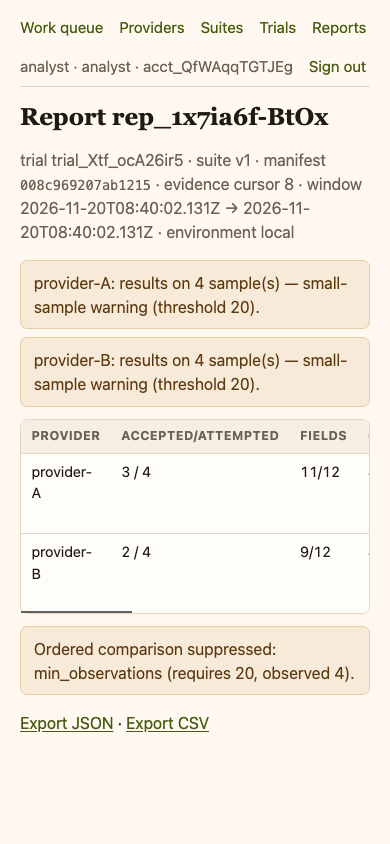 Work queue Providers Suites Trials Reports
analyst · analyst · acct_QfWAqqTGTJEg Sign out
Report rep_1x7ia6f-BtOx
trial trial_Xtf_ocA26ir5 · suite v1 · manifest
008c969207ab1215 · evidence cursor 8 · window
2026-11-20T08:40:02.131Z → 2026-11-
20T08:40:02.131Z · environment local
provider-A: results on 4 sample(s) — small-
sample warning (threshold 20).
provider-B: results on 4 sample(s) — small-
sample warning (threshold 20).
PROVIDER ACCEPTED/ATTEMPTED FIELDS
provider-
A 3 / 4 11/12
provider-
B 2 / 4 9/12
Ordered comparison suppressed:
min_observations (requires 20, observed 4).
Export JSON · Export CSV